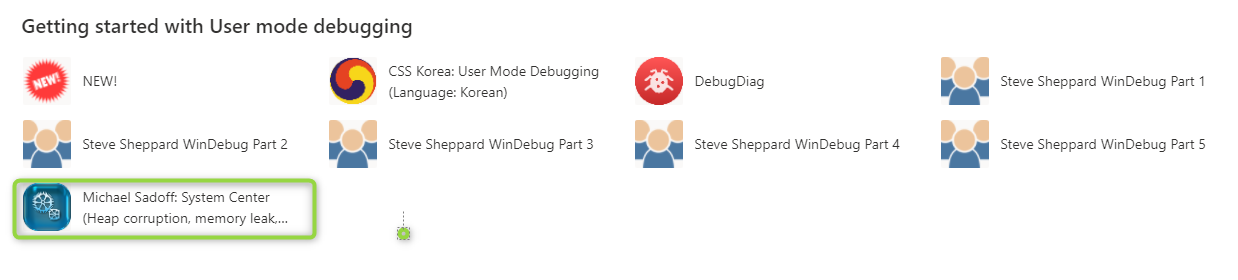 Getting started with User mode debugging
NEW!
NEW!
CSS Korea: User Mode Debugging
(Language: Korean)
DebugDiag
Steve Sheppard WinDebug Part 1
Steve Sheppard WinDebug Part 2
Steve Sheppard WinDebug Part 3
Steve Sheppard WinDebug Part 4
Steve Sheppard WinDebug Part 5
Michael Sadoff: System Center
(Heap corruption, memory leak,...